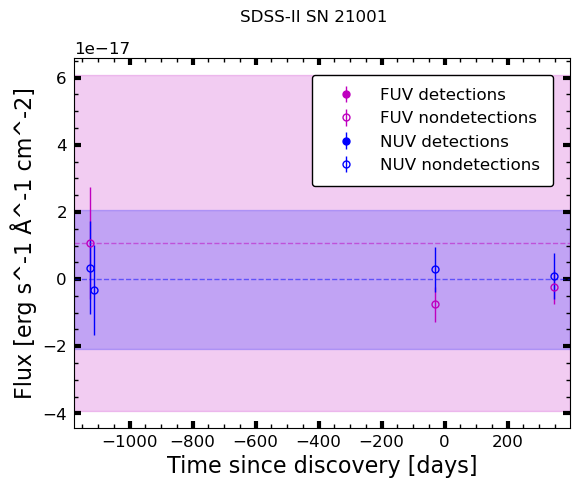 SDSS-II SN 21001
1e−17
6
4
2
0
−2
−4
Flux [erg s^-1 Å^-1 cm^-2]
FUV detections
FUV nondetections
NUV detections
NUV nondetections
−1000 −800 −600 −400 −200 0 200
Time since discovery [days]